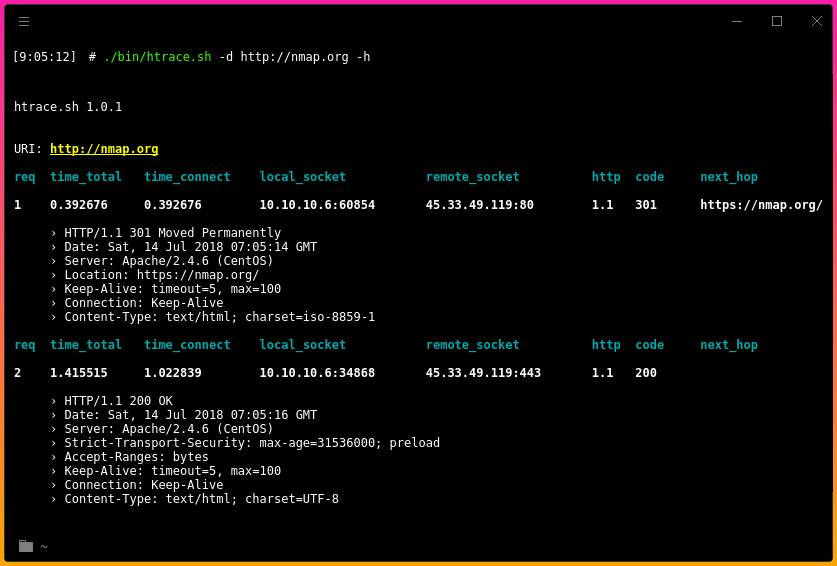 [9:05:12] # ./bin/htrace.sh -d http://nmap.org -h
htrace.sh 1.0.1
URI: http://nmap.org
req time_total time_connect local_socket remote_socket http code next_hop
1 0.392676 0.392676 10.10.10.6:60854 45.33.49.119:80 1.1 301 https://nmap.org/
› HTTP/1.1 301 Moved Permanently
› Date: Sat, 14 Jul 2018 07:05:14 GMT
› Server: Apache/2.4.6 (CentOS)
› Location: https://nmap.org/
› Keep-Alive: timeout=5, max=100
› Connection: Keep-Alive
› Content-Type: text/html; charset=iso-8859-1
req time_total time_connect local_socket remote_socket http code next_hop
2 1.415515 1.022839 10.10.10.6:34868 45.33.49.119:443 1.1 200
› HTTP/1.1 200 OK
› Date: Sat, 14 Jul 2018 07:05:16 GMT
› Server: Apache/2.4.6 (CentOS)
› Strict-Transport-Security: max-age=31536000; preload
› Accept-Ranges: bytes
› Keep-Alive: timeout=5, max=100
› Connection: Keep-Alive
› Content-Type: text/html; charset=UTF-8
~